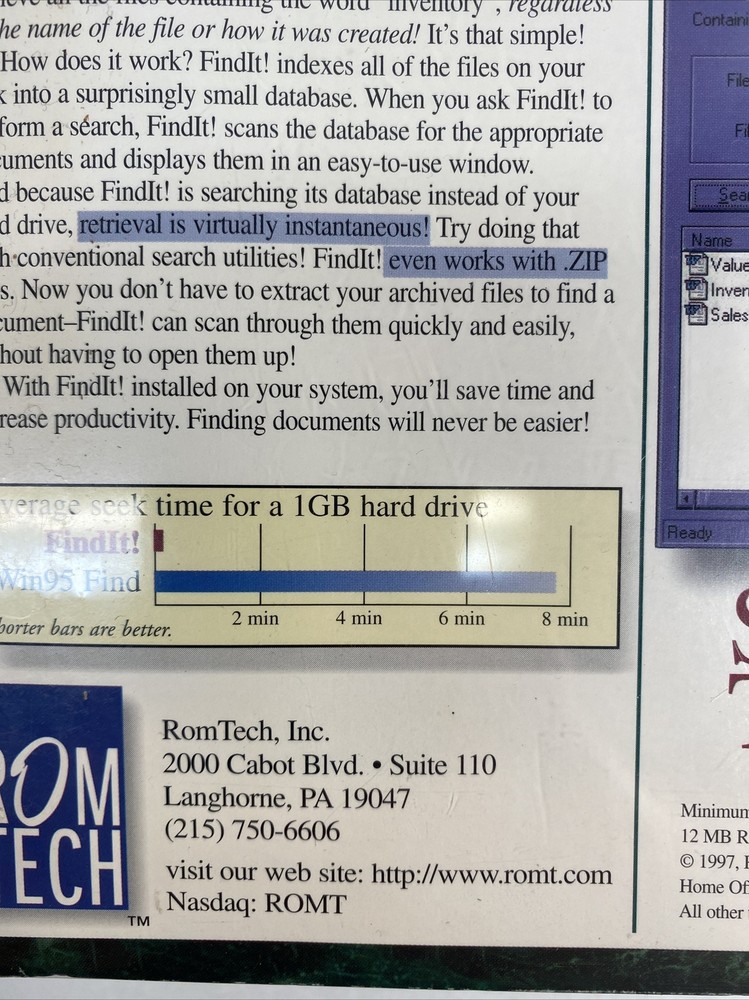 the name of the file or how it was created! It's that simple!
How does it work? FindIt! indexes all of the files on your
into a surprisingly small database. When you ask FindIt! to
form a search, FindIt! scans the database for the appropriate
cuments and displays them in an easy-to-use window.
d because FindIt! is searching its database instead of your
d drive, retrieval is virtually instantaneous! Try doing that
h conventional search utilities! FindIt! even works with .ZIP
s. Now you don't have to extract your archived files to find a
cument–FindIt! can scan through them quickly and easily,
hout having to open them up!
With FindIt! installed on your system, you'll save time and
rease productivity. Finding documents will never be easier!
verage seek time for a 1GB hard drive
FindIt!
Win95 Find
2 min 4 min 6 min 8 min
horter bars are better.
ROM
TECH
TM
RomTech, Inc.
2000 Cabot Blvd. • Suite 110
Langhorne, PA 19047
(215) 750-6606
visit our web site: http://www.romt.com
Nasdaq: ROMT
Containi
File
Fi
Sear
Name
Value
Inven
Sales
Ready
Minimum
12 MB R
© 1997,
Home Of
All other